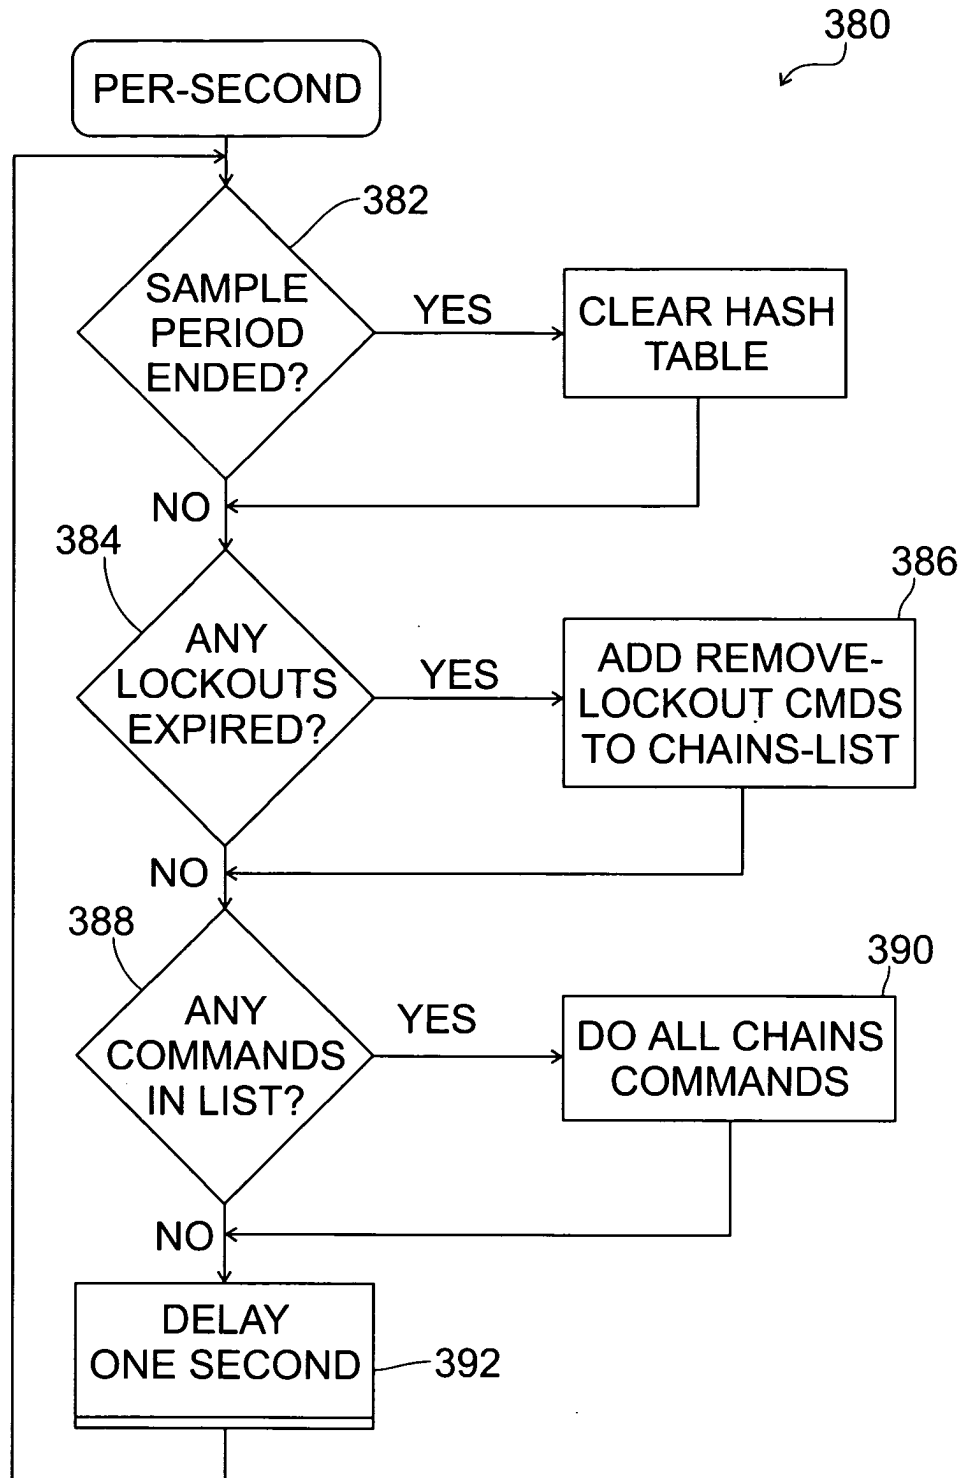 380
PER-SECOND
382
SAMPLE
PERIOD
ENDED?
YES
CLEAR HASH
TABLE
NO
384
ANY
LOCKOUTS
EXPIRED?
YES
386
ADD REMOVE-
LOCKOUT CMDS
TO CHAINS-LIST
NO
388
ANY
COMMANDS
IN LIST?
YES
390
DO ALL CHAINS
COMMANDS
NO
DELAY
ONE SECOND
392